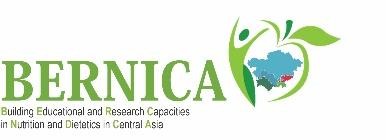 BERNICA
Building Educational and Research Capacities
in Nutrition and Dietetics in Central Asia